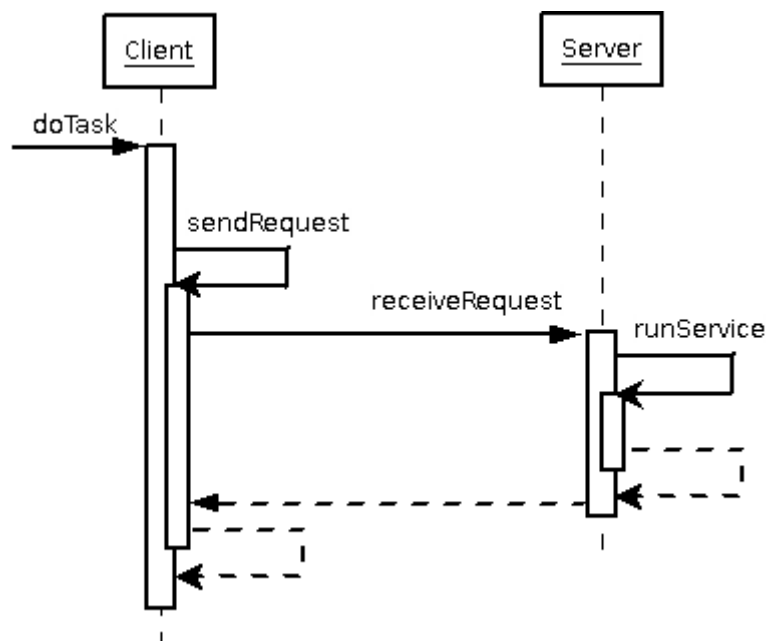 Client
Server
doTask
sendRequest
receiveRequest
runService